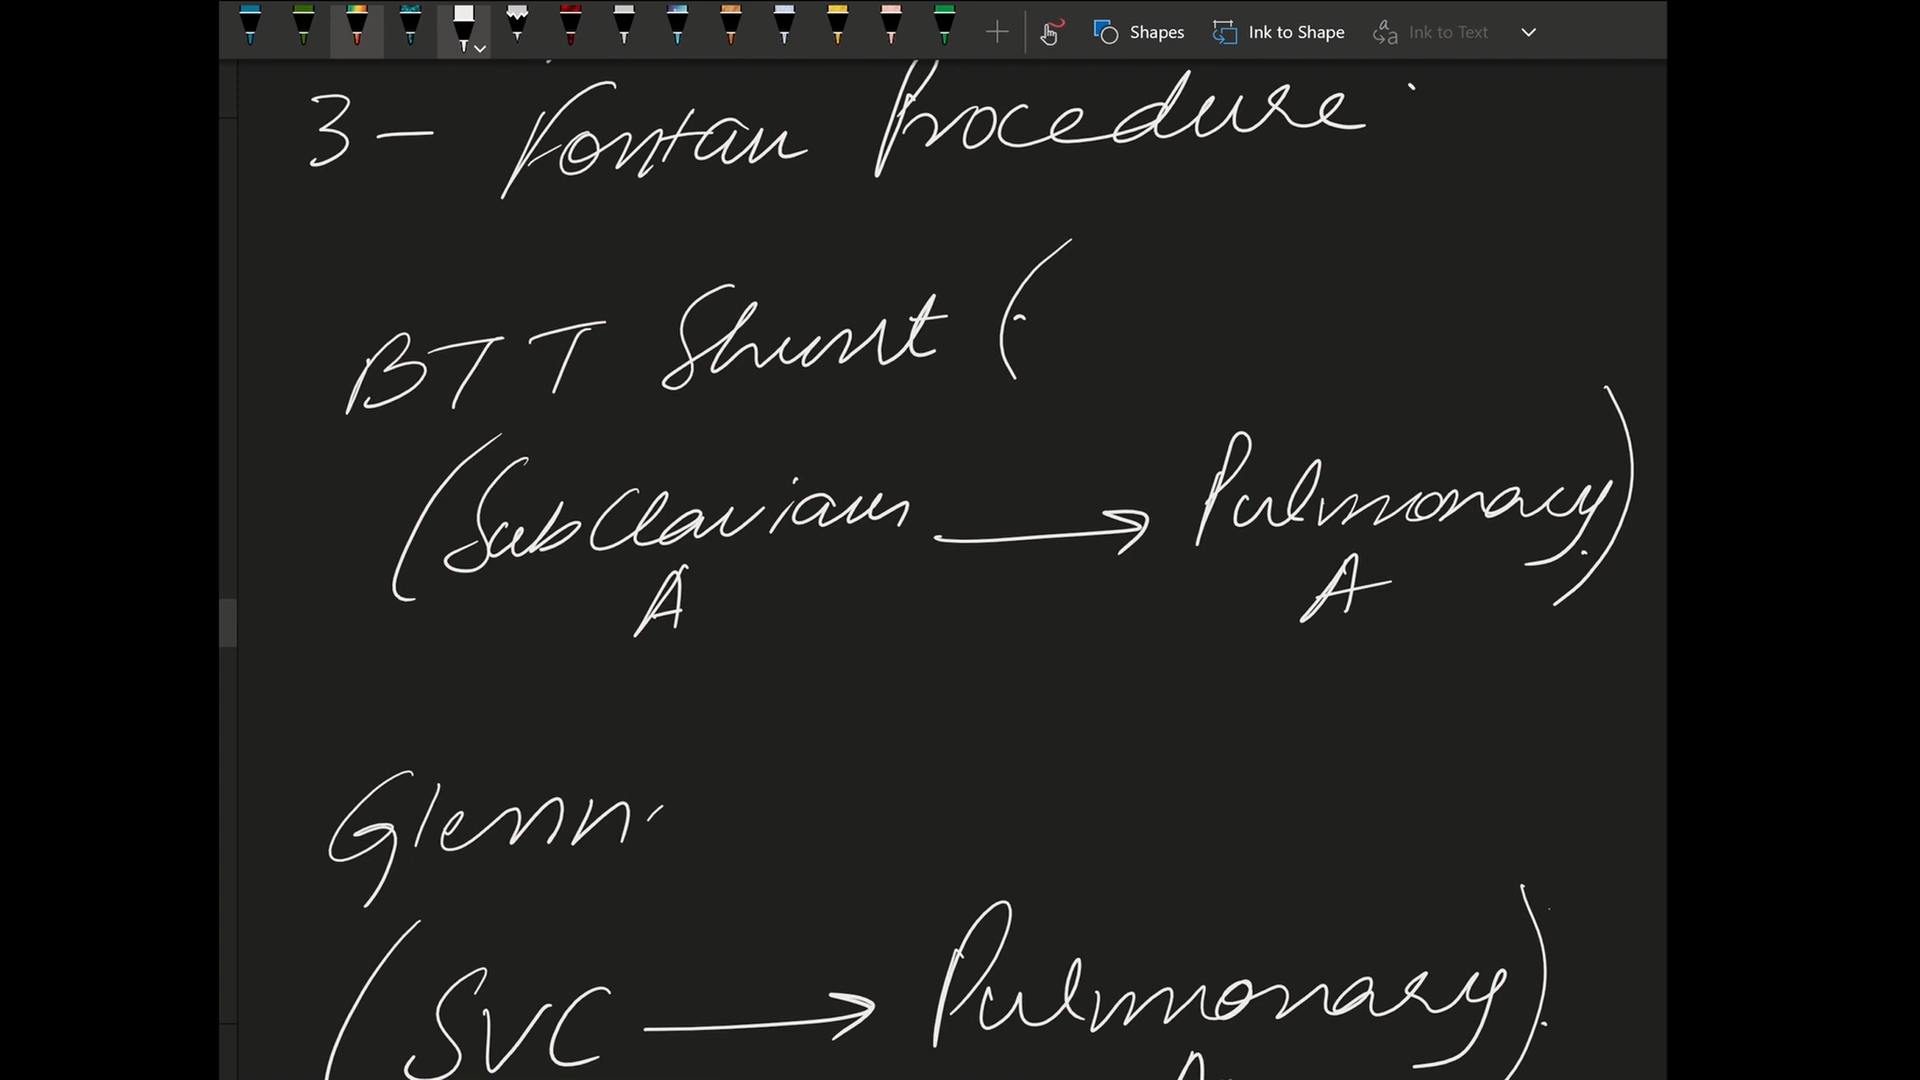 Shapes Ink to Shape Ink to Text
3 - Fontan Procedure.
BTT Shunt (
(SubClavian → Pulmonary)
A A
Glenn.
(SVC → Pulmonary).
A